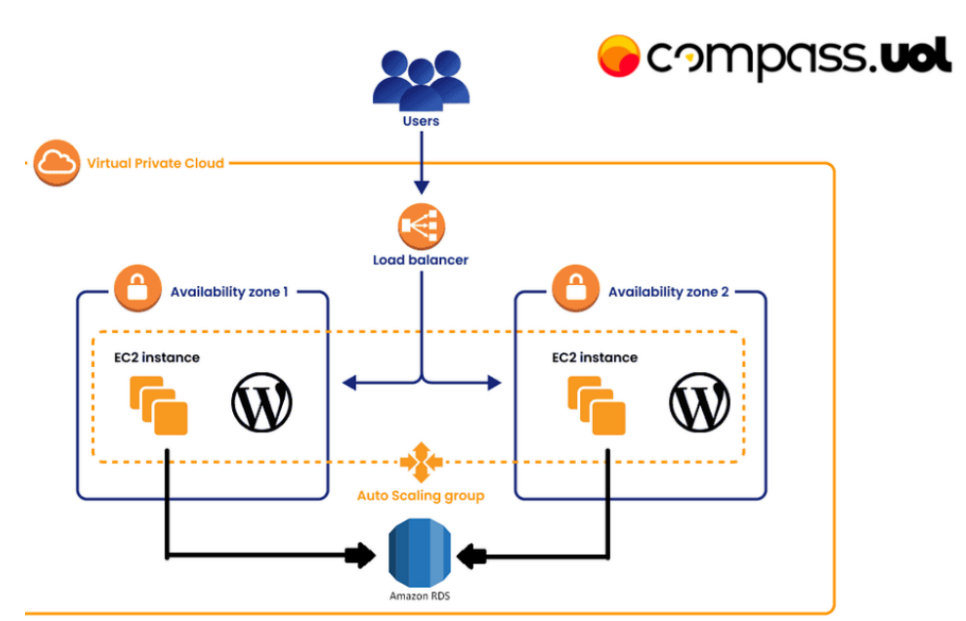 compass.uol
Users
Virtual Private Cloud
Load balancer
Availability zone 1
Availability zone 2
EC2 instance
EC2 instance
Auto Scaling group
Amazon RDS